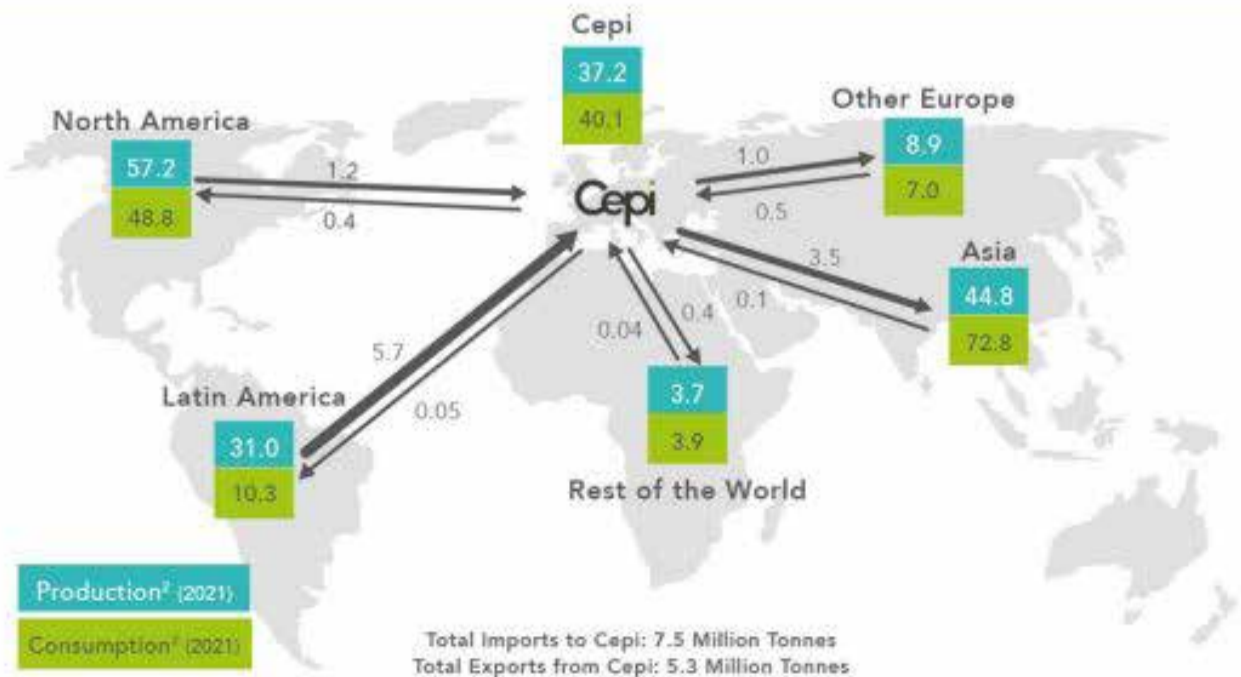 Cepi
37.2
40.1
North America
57.2
48.8
Other Europe
8.9
7.0
1.2
0.4
Cepi
1.0
0.5
Asia
44.8
72.8
3.5
0.1
0.4
0.04
5.7
0.05
Latin America
31.0
10.3
3.7
3.9
Rest of the World
Production² (2021)
Consumption² (2021)
Total Imports to Cepi: 7.5 Million Tonnes
Total Exports from Cepi: 5.3 Million Tonnes